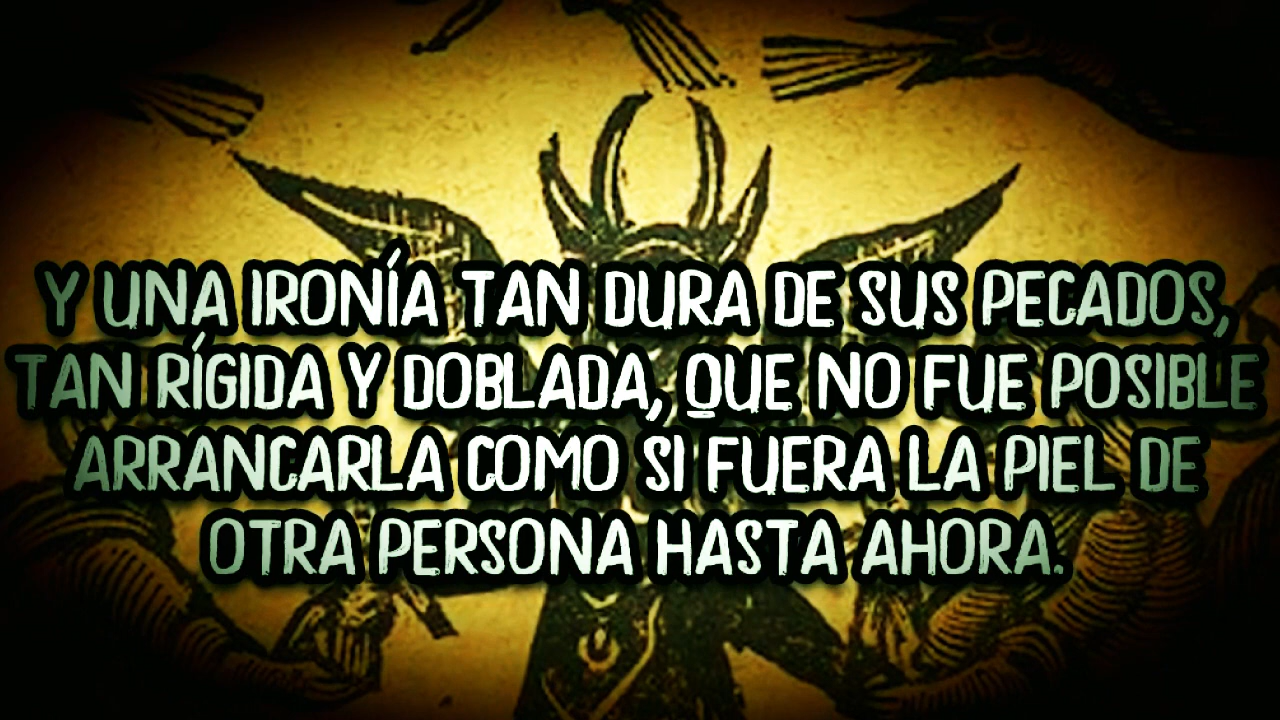 Y UNA IRONÍA TAN DURA DE SUS PECADOS,
TAN RÍGIDA Y DOBLADA, QUE NO FUE POSIBLE
ARRANCARLA COMO SI FUERA LA PIEL DE
OTRA PERSONA HASTA AHORA.